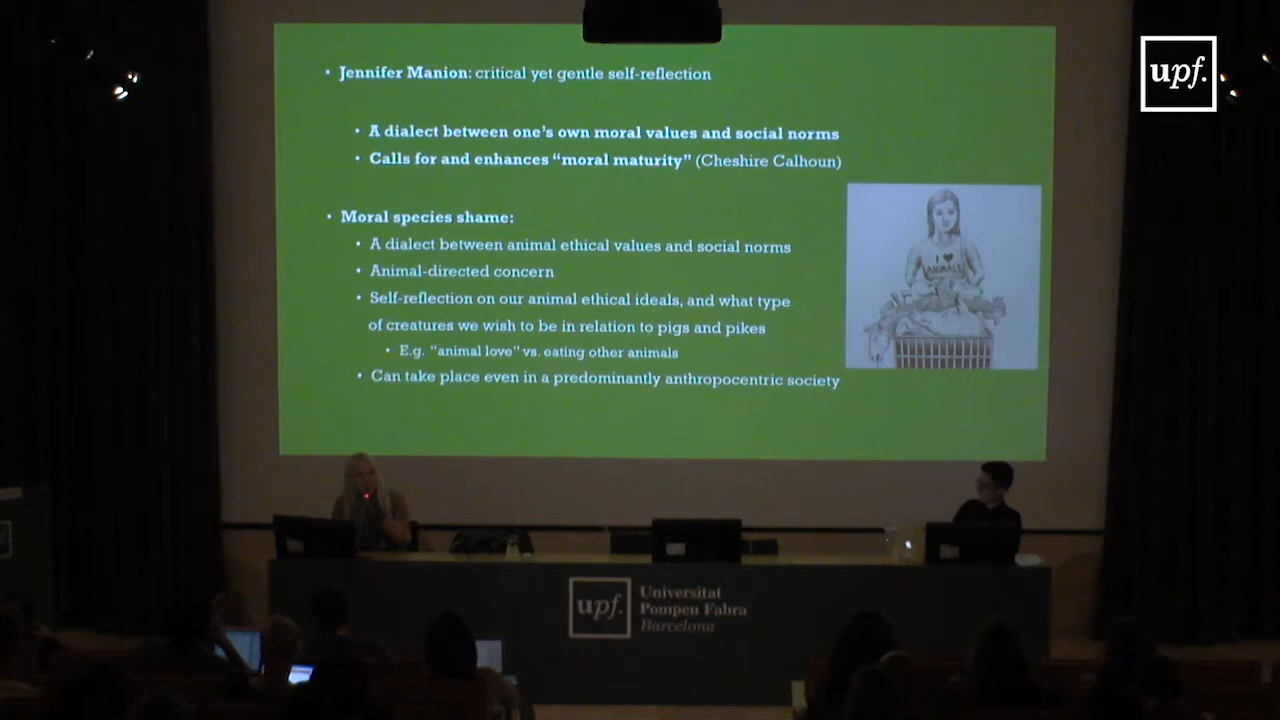 upf.
• Jennifer Manion: critical yet gentle self-reflection
• A dialect between one's own moral values and social norms
• Calls for and enhances “moral maturity” (Cheshire Calhoun)
• Moral species shame:
• A dialect between animal ethical values and social norms
• Animal-directed concern
• Self-reflection on our animal ethical ideals, and what type
of creatures we wish to be in relation to pigs and pikes
• E.g. “animal love” vs. eating other animals
• Can take place even in a predominantly anthropocentric society
I ♥
ANIMALS
upf.
Universitat
Pompeu Fabra
Barcelona